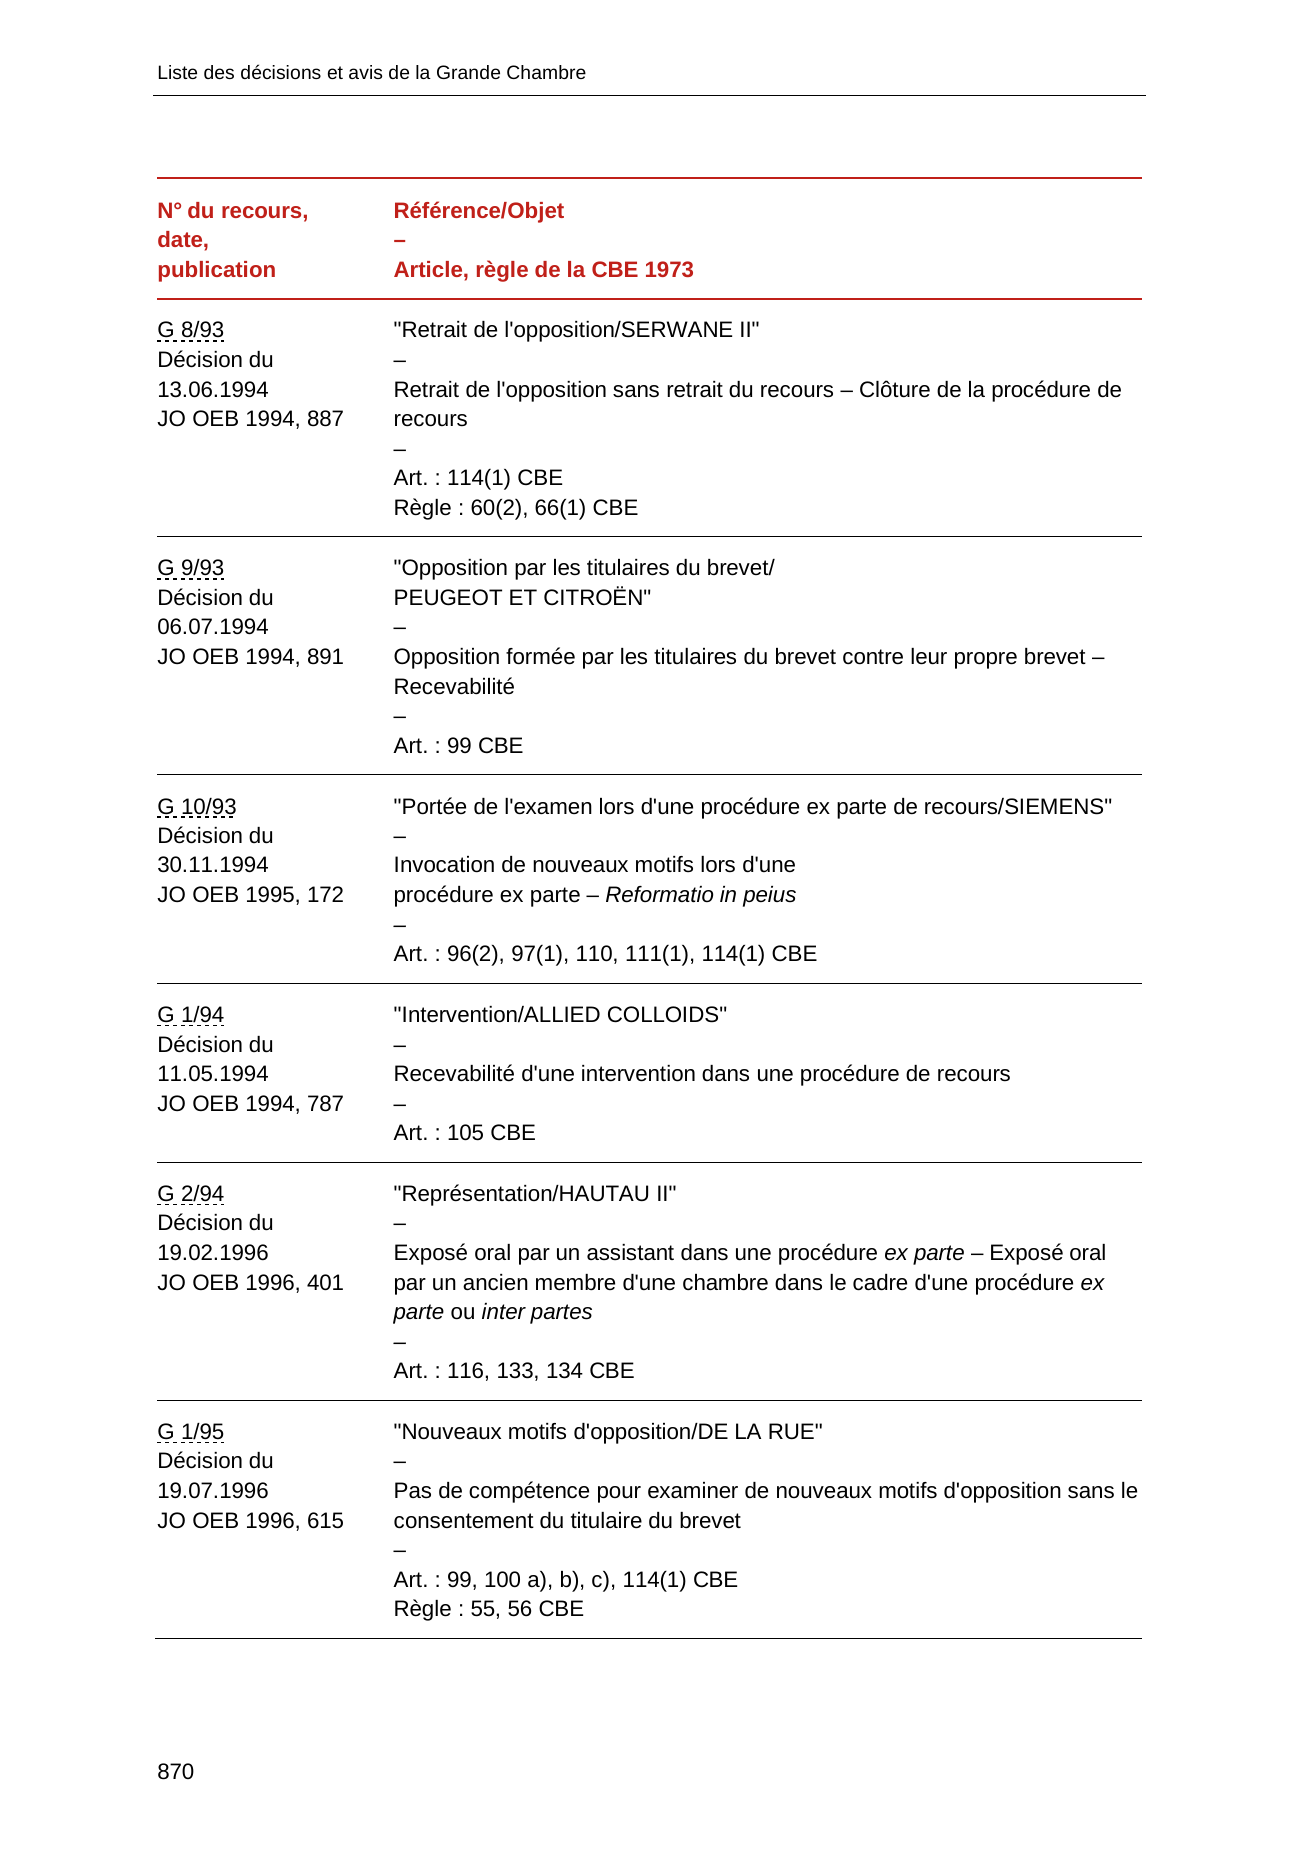 Liste des décisions et avis de la Grande Chambre
N° du recours,
date,
publication
Référence/Objet
–
Article, règle de la CBE 1973
G 8/93
Décision du
13.06.1994
JO OEB 1994, 887
"Retrait de l'opposition/SERWANE II"
–
Retrait de l'opposition sans retrait du recours – Clôture de la procédure de
recours
–
Art. : 114(1) CBE
Règle : 60(2), 66(1) CBE
G 9/93
Décision du
06.07.1994
JO OEB 1994, 891
"Opposition par les titulaires du brevet/
PEUGEOT ET CITROËN"
–
Opposition formée par les titulaires du brevet contre leur propre brevet –
Recevabilité
–
Art. : 99 CBE
G 10/93
Décision du
30.11.1994
JO OEB 1995, 172
"Portée de l'examen lors d'une procédure ex parte de recours/SIEMENS"
–
Invocation de nouveaux motifs lors d'une
procédure ex parte – Reformatio in peius
–
Art. : 96(2), 97(1), 110, 111(1), 114(1) CBE
G 1/94
Décision du
11.05.1994
JO OEB 1994, 787
"Intervention/ALLIED COLLOIDS"
–
Recevabilité d'une intervention dans une procédure de recours
–
Art. : 105 CBE
G 2/94
Décision du
19.02.1996
JO OEB 1996, 401
"Représentation/HAUTAU II"
–
Exposé oral par un assistant dans une procédure ex parte – Exposé oral
par un ancien membre d'une chambre dans le cadre d'une procédure ex
parte ou inter partes
–
Art. : 116, 133, 134 CBE
G 1/95
Décision du
19.07.1996
JO OEB 1996, 615
"Nouveaux motifs d'opposition/DE LA RUE"
–
Pas de compétence pour examiner de nouveaux motifs d'opposition sans le
consentement du titulaire du brevet
–
Art. : 99, 100 a), b), c), 114(1) CBE
Règle : 55, 56 CBE
870